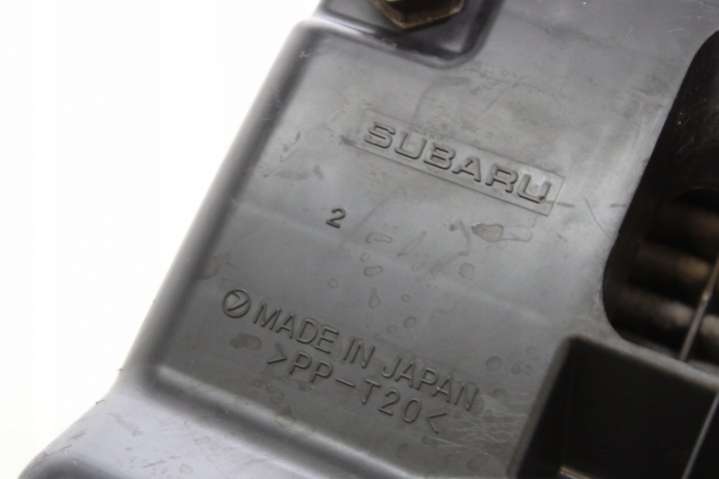 SUBARU
2
MADE IN JAPAN
>PP-T20<